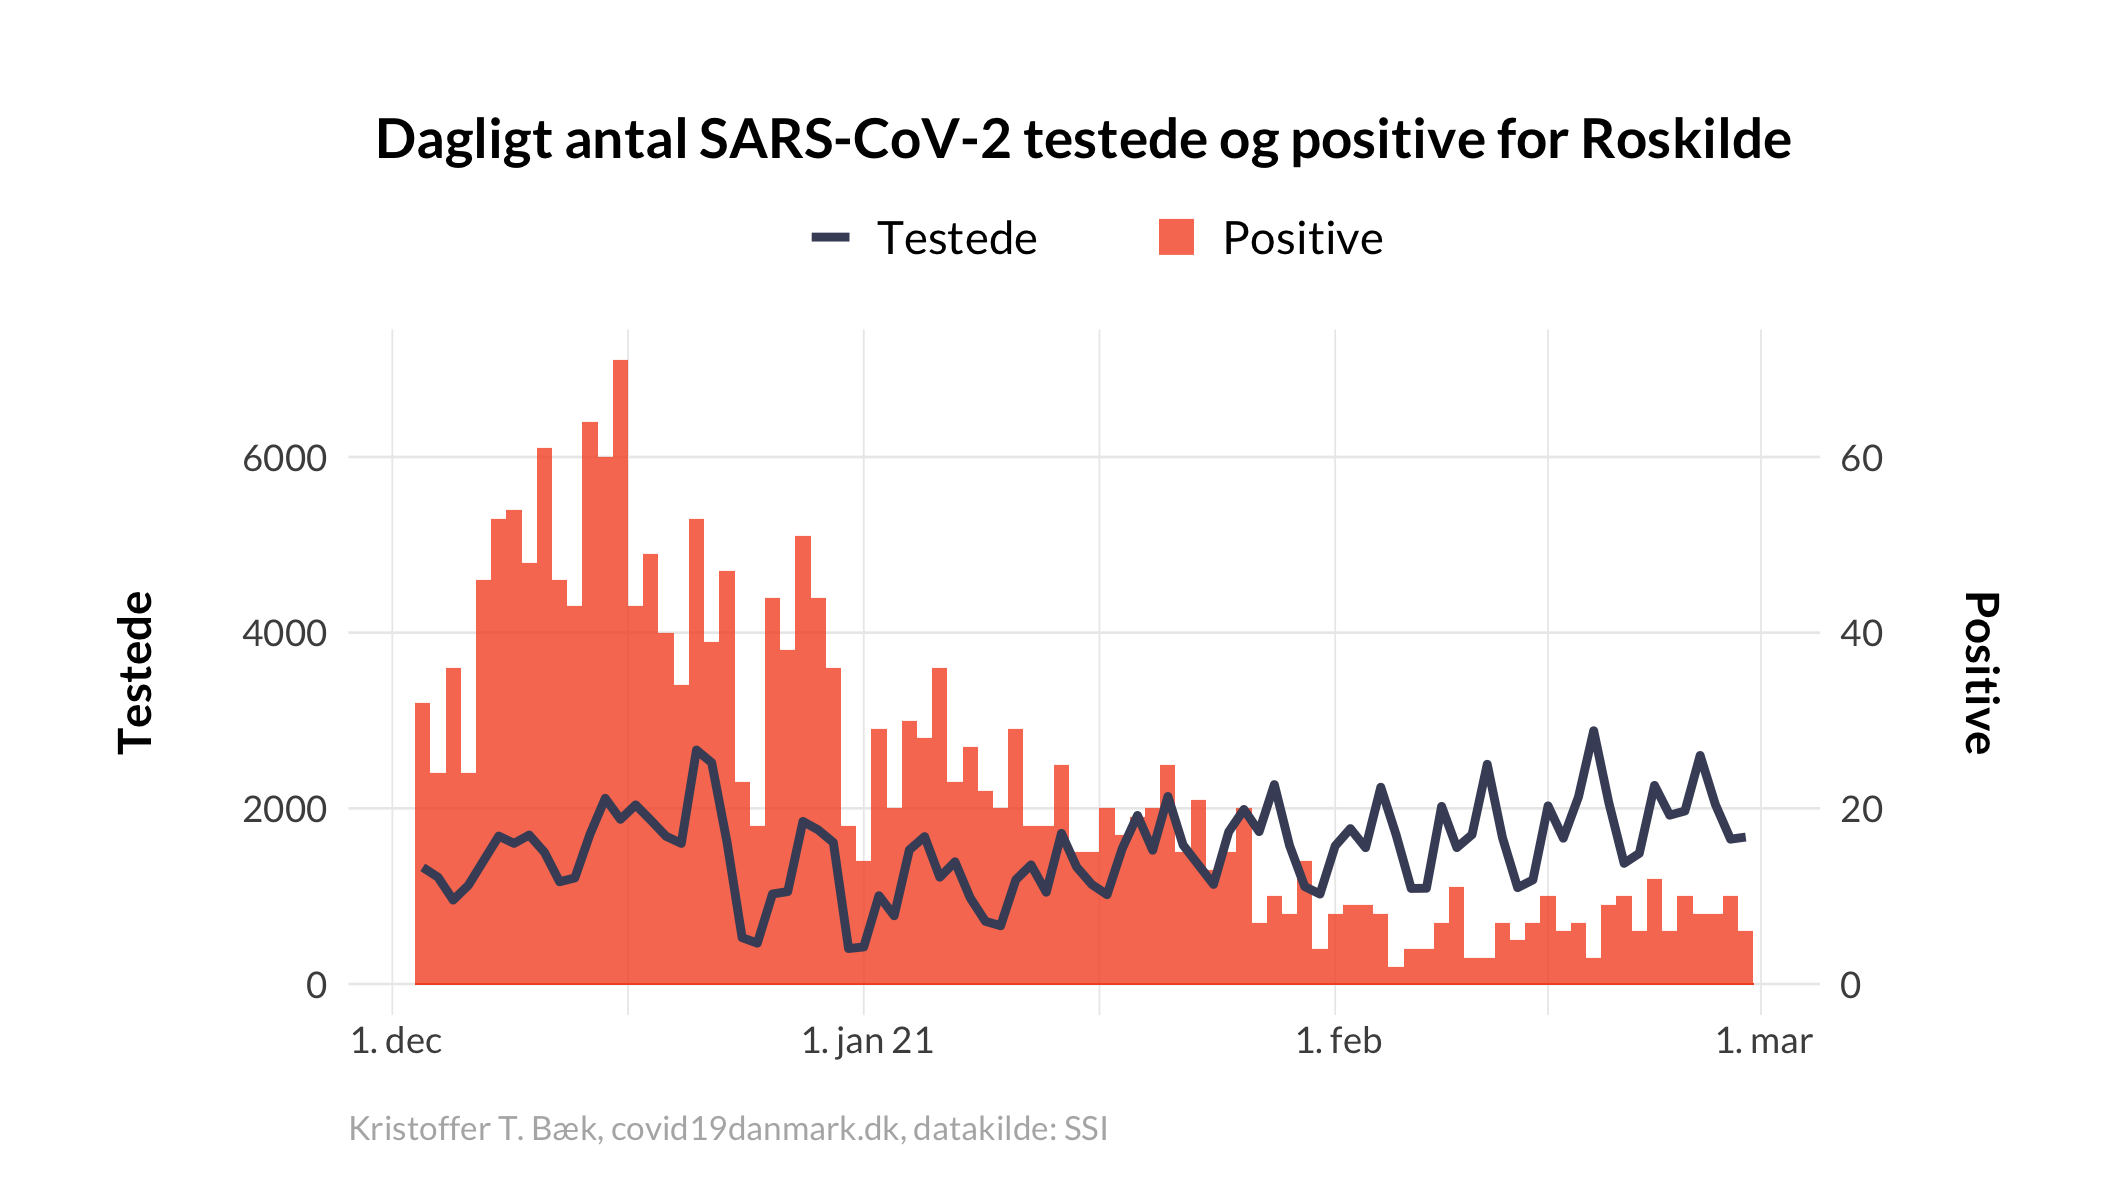 Dagligt antal SARS-CoV-2 testede og positive for Roskilde
Testede
Positive
6000
4000
2000
0
Testede
60
40
20
0
Positive
1. dec
1. jan 21
1. feb
1. mar
Kristoffer T. Bæk, covid19danmark.dk, datakilde: SSI